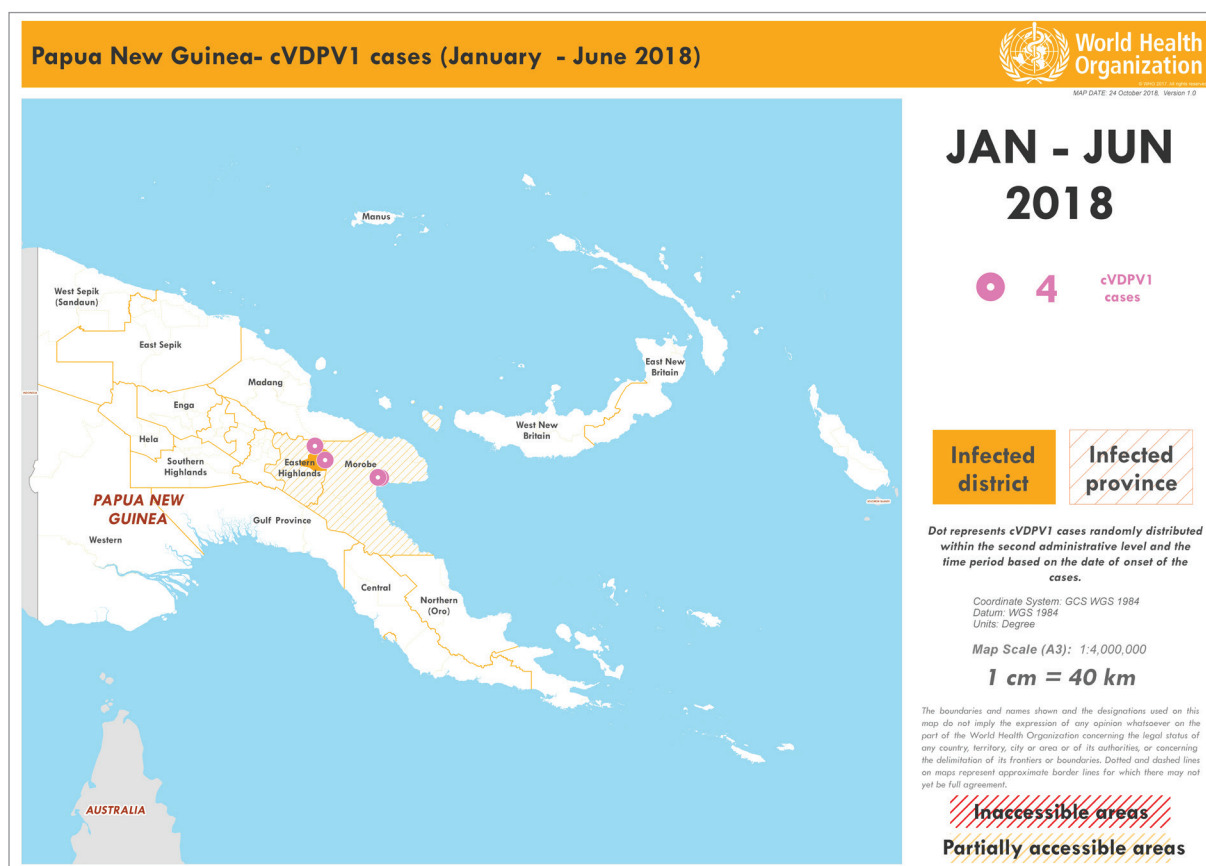 Papua New Guinea- cVDPV1 cases (January - June 2018)
World Health
Organization
MAP DATE 24 October 2018, Version 1.0
JAN - JUN
2018
4
cVDPV1
cases
Manus
West Sepik
(Sandaun)
East Sepik
East New
Britain
Madang
Enga
West New
Britain
Hela
Southern
Highlands
Eastern
Highlands
Morobe
PAPUA NEW
GUINEA
Gulf Province
Western
Central
Northern
(Oro)
AUSTRALIA
Infected
district
Infected
province
Dot represents cVDPV1 cases randomly distributed
within the second administrative level and the
time period based on the date of onset of the
cases.
Coordinate System: GCS WGS 1984
Datum: WGS 1984
Units: Degree
Map Scale (A3): 1:4,000,000
1 cm = 40 km
The boundaries and names shown and the designations used on this
map do not imply the expression of any opinion whatsoever on the
part of the World Health Organization concerning the legal status of
any country, territory, city or area or of its authorities, or concerning
the delimitation of its frontiers or boundaries. Dotted and dashed lines
on maps represent approximate border lines for which there may not
yet be full agreement.
Inaccessible areas
Partially accessible areas